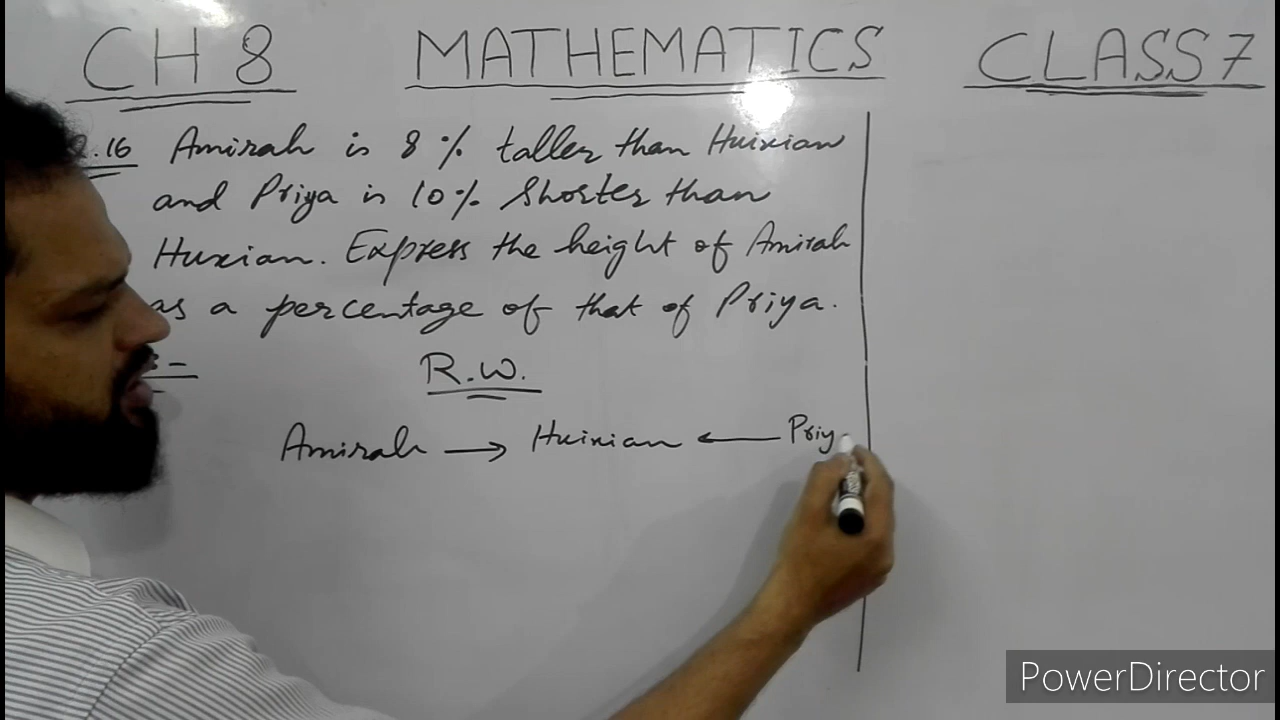 CH 8 MATHEMATICS CLASS 7
.16 Amirah is 8 % taller than Huixian
and Priya is 10% Shorter than
Huxian. Express the height of Amirah
as a percentage of that of Priya.
R.W.
Amirah → Huixian ← Priy
PowerDirector